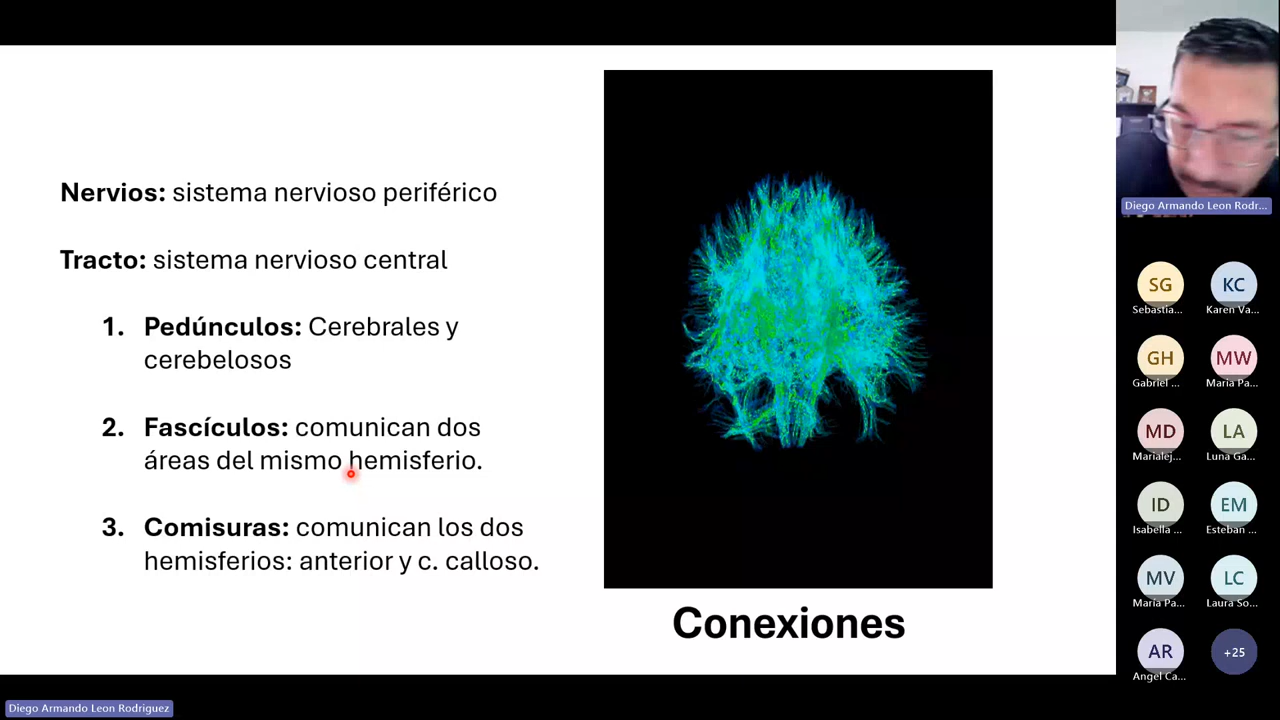 Nervios: sistema nervioso periférico
Tracto: sistema nervioso central
1. Pedúnculos: Cerebrales y
cerebelosos
2. Fascículos: comunican dos
áreas del mismo hemisferio.
3. Comisuras: comunican los dos
hemisferios: anterior y c. calloso.
Conexiones
Diego Armando Leon Rodr...
SG
Sebastia...
KC
Karen Va...
GH
Gabriel ...
MW
Maria Pa...
MD
Marialej...
LA
Luna Ga...
ID
Isabella ...
EM
Esteban ...
MV
Maria Pa...
LC
Laura So...
AR
Angel Ca...
+25
Diego Armando Leon Rodriguez